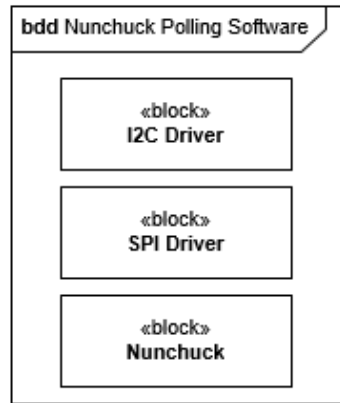 bdd Nunchuck Polling Software
«block»
I2C Driver
«block»
SPI Driver
«block»
Nunchuck